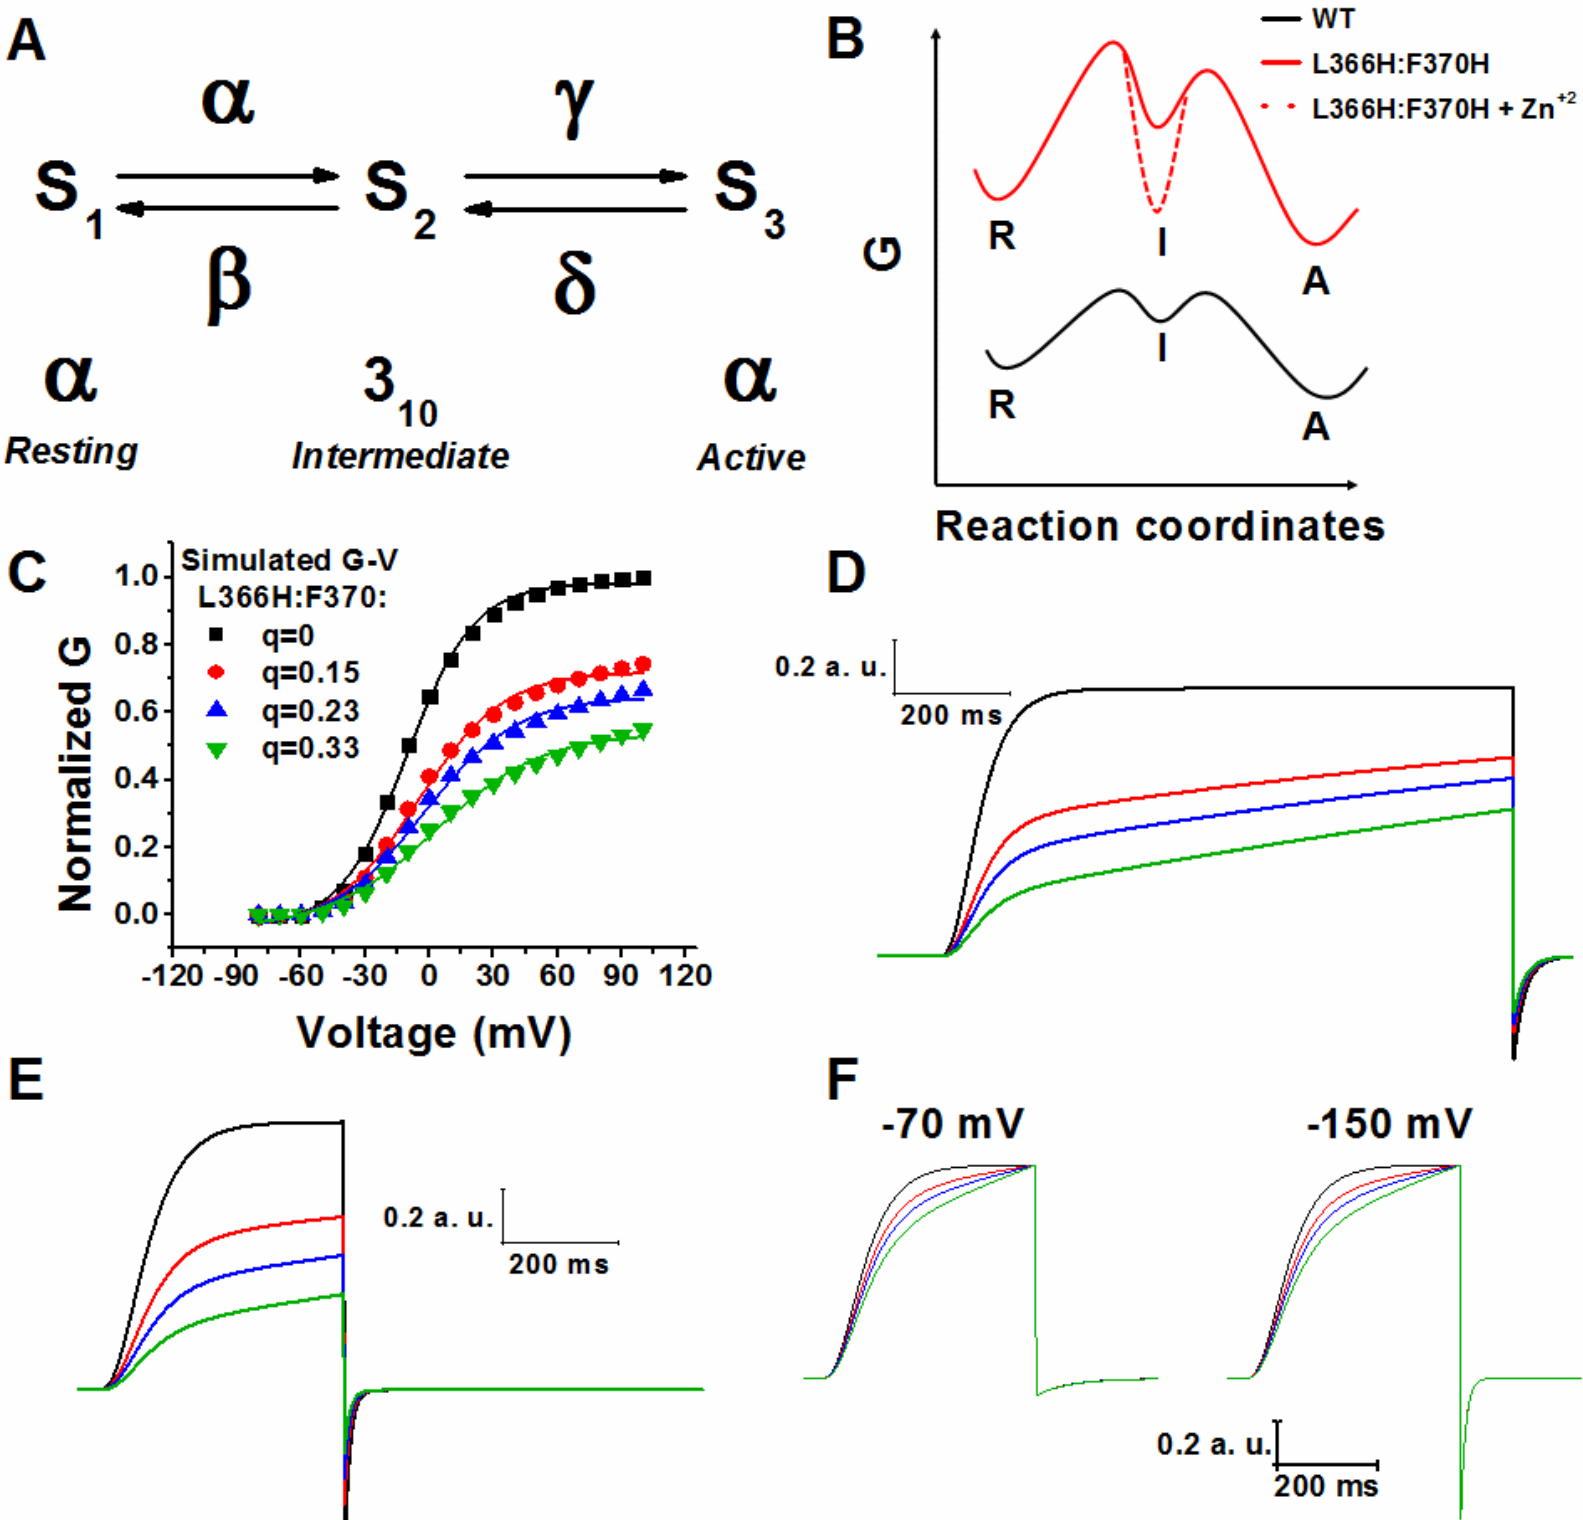 A
α
γ
S1
S2
S3
β
δ
α
310
α
Resting
Intermediate
Active
B
WT
L366H:F370H
L366H:F370H + Zn+2
G
R
I
A
R
I
A
Reaction coordinates
C
Simulated G-V
L366H:F370:
q=0
q=0.15
q=0.23
q=0.33
Normalized G
1.0
0.8
0.6
0.4
0.2
0.0
-120 -90 -60 -30 0 30 60 90 120
Voltage (mV)
D
0.2 a. u.
200 ms
E
0.2 a. u.
200 ms
F
-70 mV
-150 mV
0.2 a. u.
200 ms